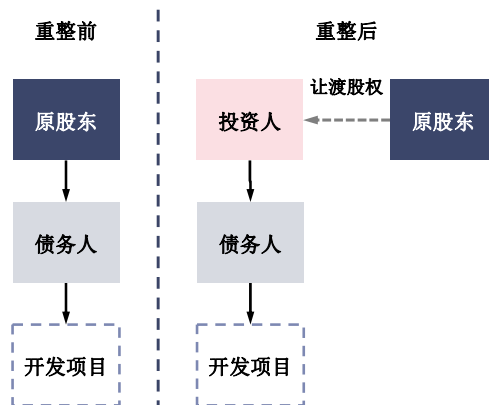 重整前
重整后
原股东
投资人
让渡股权
原股东
债务人
债务人
开发项目
开发项目